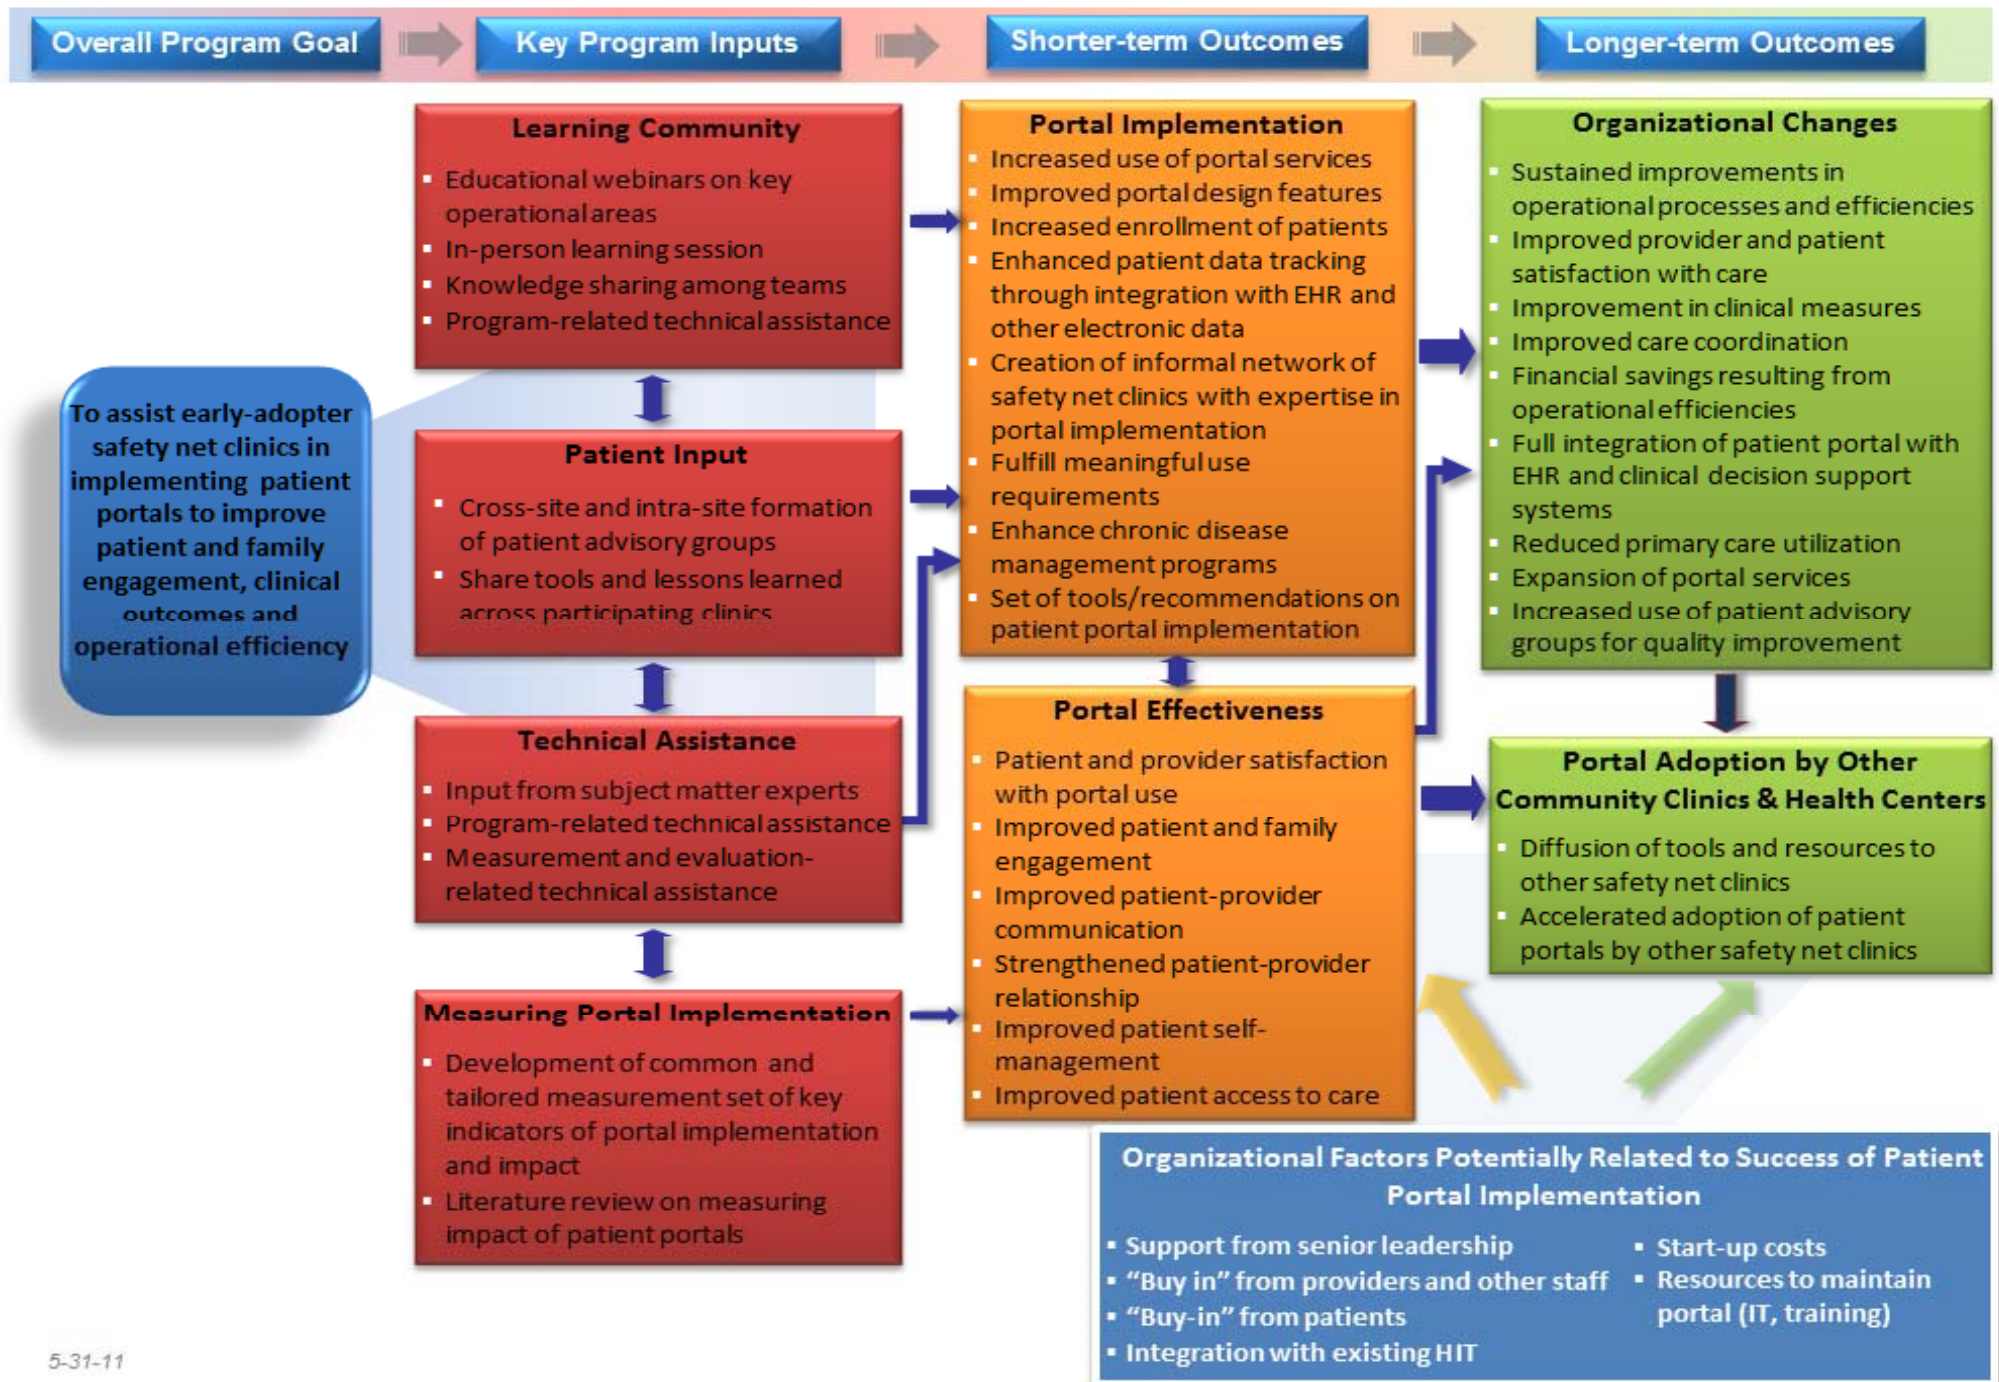 Overall Program Goal
Key Program Inputs
Shorter-term Outcomes
Longer-term Outcomes
To assist early-adopter
safety net clinics in
implementing patient
portals to improve
patient and family
engagement, clinical
outcomes and
operational efficiency
Learning Community
▪ Educational webinars on key
operational areas
▪ In-person learning session
▪ Knowledge sharing among teams
▪ Program-related technical assistance
Patient Input
▪ Cross-site and intra-site formation
of patient advisory groups
▪ Share tools and lessons learned
across participating clinics
Technical Assistance
▪ Input from subject matter experts
▪ Program-related technical assistance
▪ Measurement and evaluation-
related technical assistance
Measuring Portal Implementation
▪ Development of common and
tailored measurement set of key
indicators of portal implementation
and impact
▪ Literature review on measuring
impact of patient portals
Portal Implementation
▪ Increased use of portal services
▪ Improved portal design features
▪ Increased enrollment of patients
▪ Enhanced patient data tracking
through integration with EHR and
other electronic data
▪ Creation of informal network of
safety net clinics with expertise in
portal implementation
▪ Fulfill meaningful use
requirements
▪ Enhance chronic disease
management programs
▪ Set of tools/recommendations on
patient portal implementation
Portal Effectiveness
▪ Patient and provider satisfaction
with portal use
▪ Improved patient and family
engagement
▪ Improved patient-provider
communication
▪ Strengthened patient-provider
relationship
▪ Improved patient self-
management
▪ Improved patient access to care
Organizational Changes
▪ Sustained improvements in
operational processes and efficiencies
▪ Improved provider and patient
satisfaction with care
▪ Improvement in clinical measures
▪ Improved care coordination
▪ Financial savings resulting from
operational efficiencies
▪ Full integration of patient portal with
EHR and clinical decision support
systems
▪ Reduced primary care utilization
▪ Expansion of portal services
▪ Increased use of patient advisory
groups for quality improvement
Portal Adoption by Other
Community Clinics & Health Centers
▪ Diffusion of tools and resources to
other safety net clinics
▪ Accelerated adoption of patient
portals by other safety net clinics
Organizational Factors Potentially Related to Success of Patient
Portal Implementation
▪ Support from senior leadership
▪ “Buy in” from providers and other staff
▪ “Buy-in” from patients
▪ Integration with existing HIT
▪ Start-up costs
▪ Resources to maintain
portal (IT, training)
5-31-11